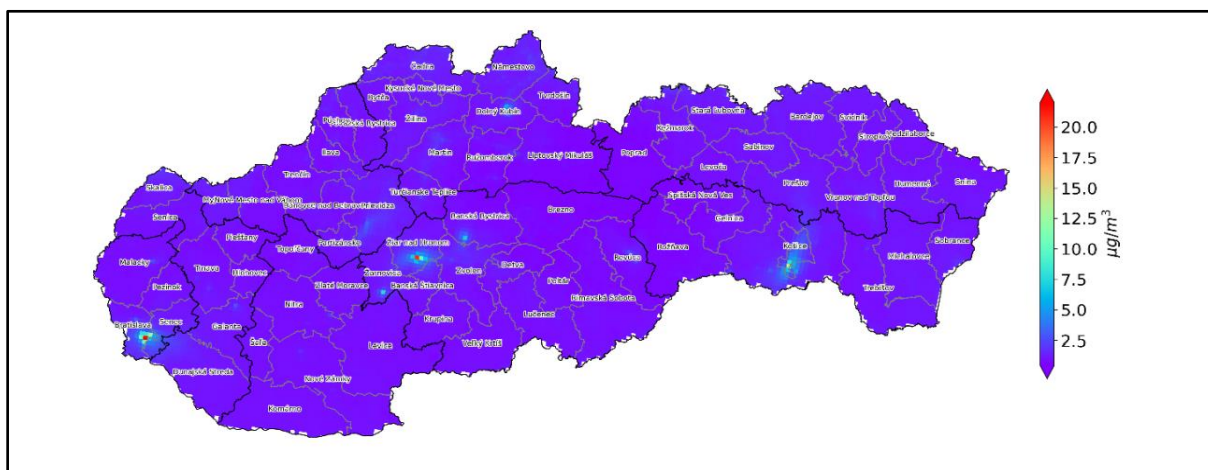 Čadca
Námestovo
Kysucké Nové Mesto
Bytča
Tvrdošín
20.0
Dolný Kubín
Stará Ľubovňa
Bardejov
Svidník
Žilina
Kežmarok
Stropkov
Medzilaborce
17.5
Považská Bystrica
Sabinov
Ilava
Martin
Ružomberok
Liptovský Mikuláš
Poprad
Levoča
15.0
Trenčín
Prešov
Humenné
Snina
Skalica
Turčianske Teplice
Spišská Nová Ves
Vranov nad Topľou
12.5
Nové Mesto nad Váhom
Bánovce nad Bebravou
Prievidza
Brezno
Gelnica
Senica
Banská Bystrica
Piešťany
Partizánske
Košice
Sobrance
10.0
Topoľčany
Žiar nad Hronom
Rožňava
Michalovce
Malacky
Trnava
Hlohovec
Žarnovica
Zvolen
Detva
Revúca
7.5
Pezinok
Zlaté Moravce
Banská Štiavnica
Poltár
Trebišov
Nitra
Rimavská Sobota
5.0
Bratislava
Senec
Galanta
Krupina
Lučenec
Šaľa
Levice
Veľký Krtíš
2.5
Dunajská Streda
Nové Zámky
Komárno
µg/m³